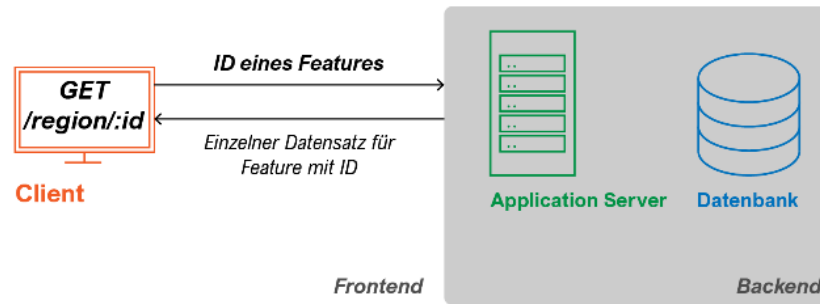 GET
/region/:id
Client
ID eines Features
Einzelner Datensatz für
Feature mit ID
Application Server
Datenbank
Frontend
Backend